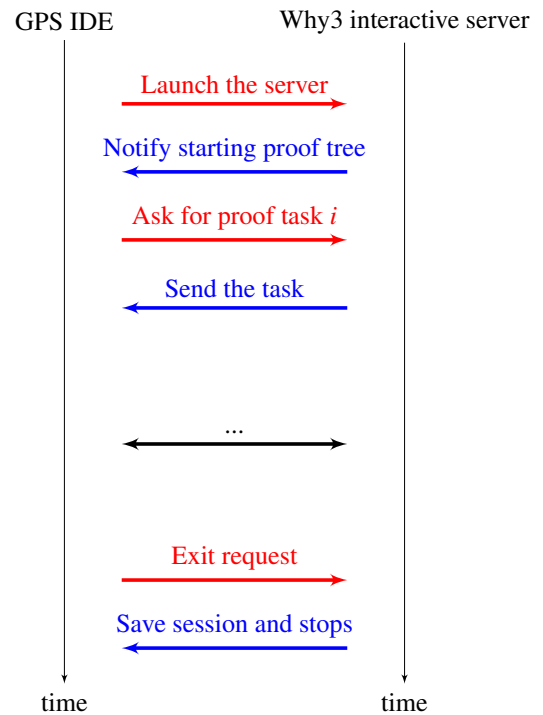 GPS IDE
Why3 interactive server
Launch the server
Notify starting proof tree
Ask for proof task i
Send the task
...
Exit request
Save session and stops
time
time